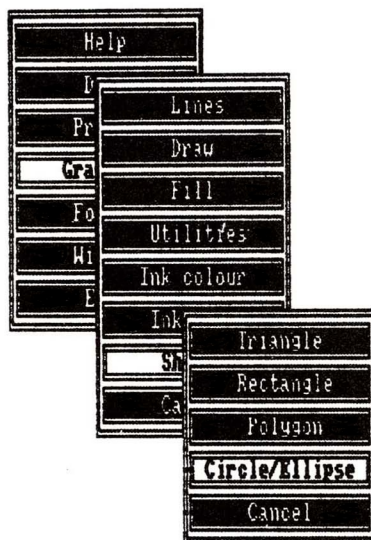 Help
D
Pr
Gra
Fo
Wi
E
Lines
Draw
Fill
Utilities
Ink colour
Ink
Sh
Ca
Triangle
Rectangle
Polygon
Circle/Ellipse
Cancel